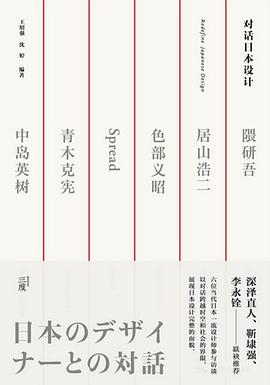 对话日本设计
Redefine Japanese Design
王绍强 沈婷 编著
隈研吾
居山浩二
色部义昭
Spread
青木克宪
中岛英树
深泽直人、靳埭强、
李永铨——联袂推荐
六位当代日本一流设计师参与访谈
以对话跨越时空和社会的界限，
展现日本设计完整的面貌。
三度
日本のデザイ
ナーとの対話